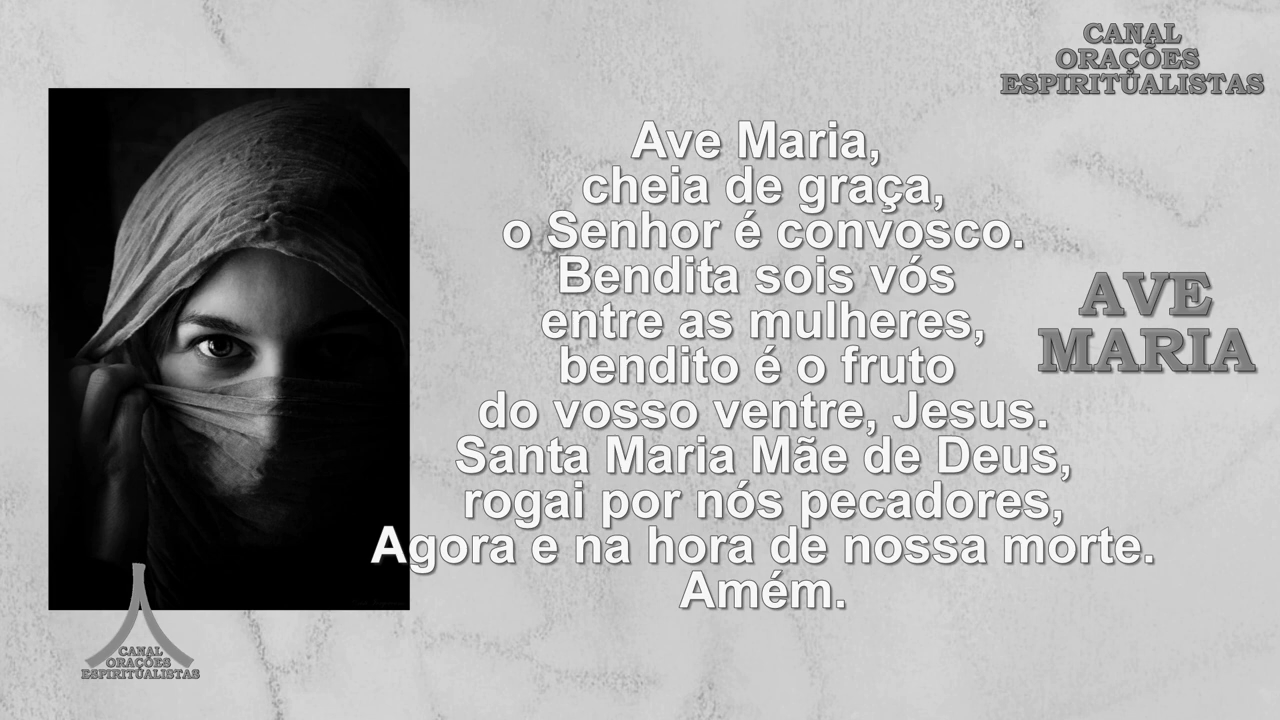 CANAL
ORAÇÕES
ESPIRITUALISTAS
Ave Maria,
cheia de graça,
o Senhor é convosco.
Bendita sois vós
entre as mulheres,
bendito é o fruto
do vosso ventre, Jesus.
Santa Maria Mãe de Deus,
rogai por nós pecadores,
Agora e na hora de nossa morte.
Amém.
AVE
MARIA
CANAL
ORAÇÕES
ESPIRITUALISTAS